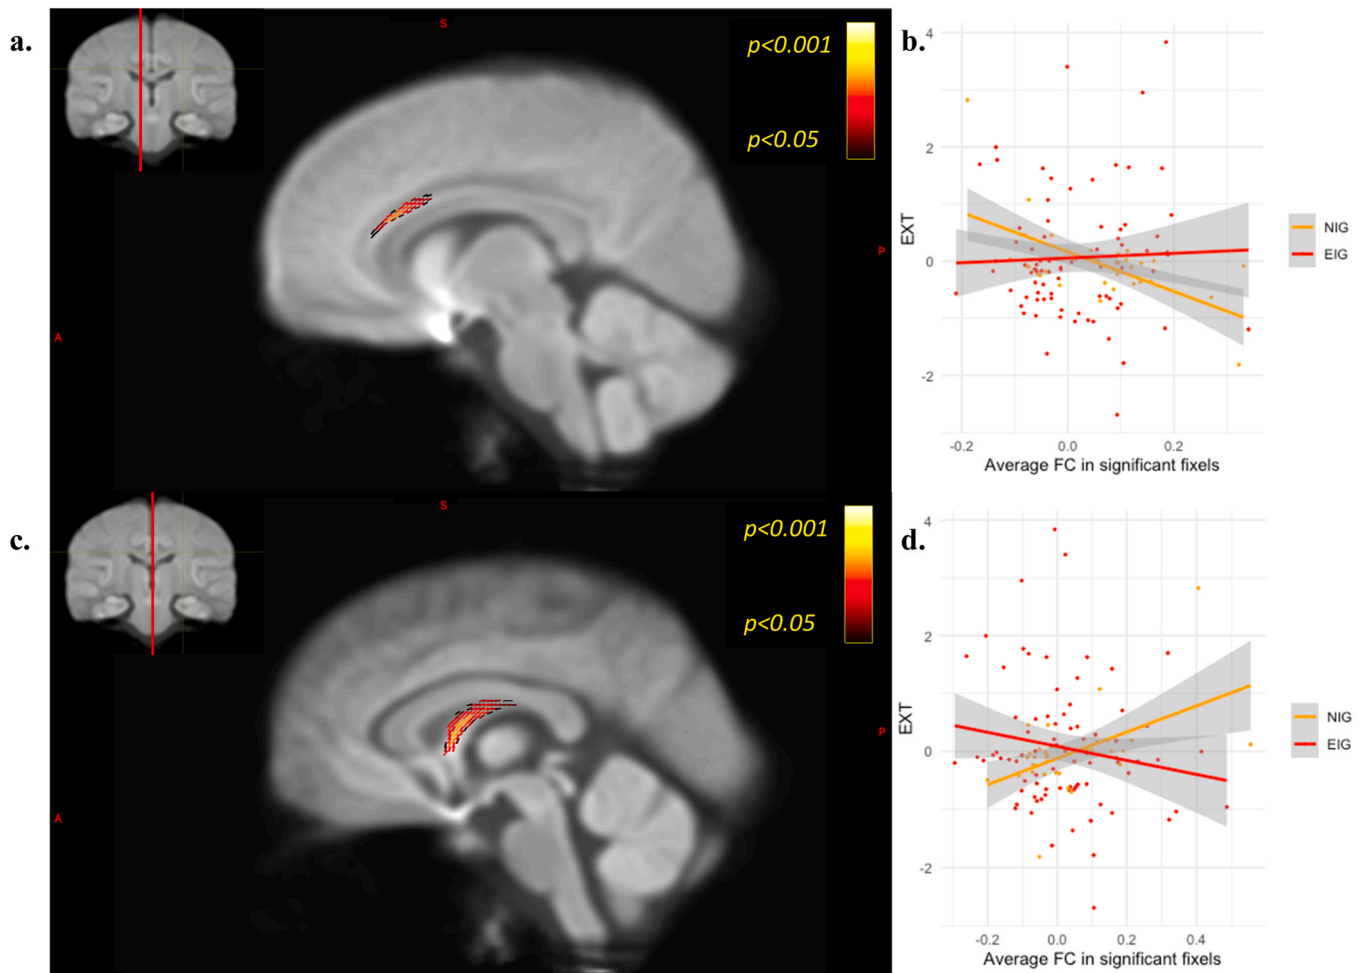 a.
S
p<0.001
p<0.05
P
A
b.
4
2
0
-2
EXT
-0.2 0.0 0.2
Average FC in significant fixels
NIG
EIG
c.
S
p<0.001
p<0.05
P
A
d.
4
2
0
-2
EXT
-0.2 0.0 0.2 0.4
Average FC in significant fixels
NIG
EIG